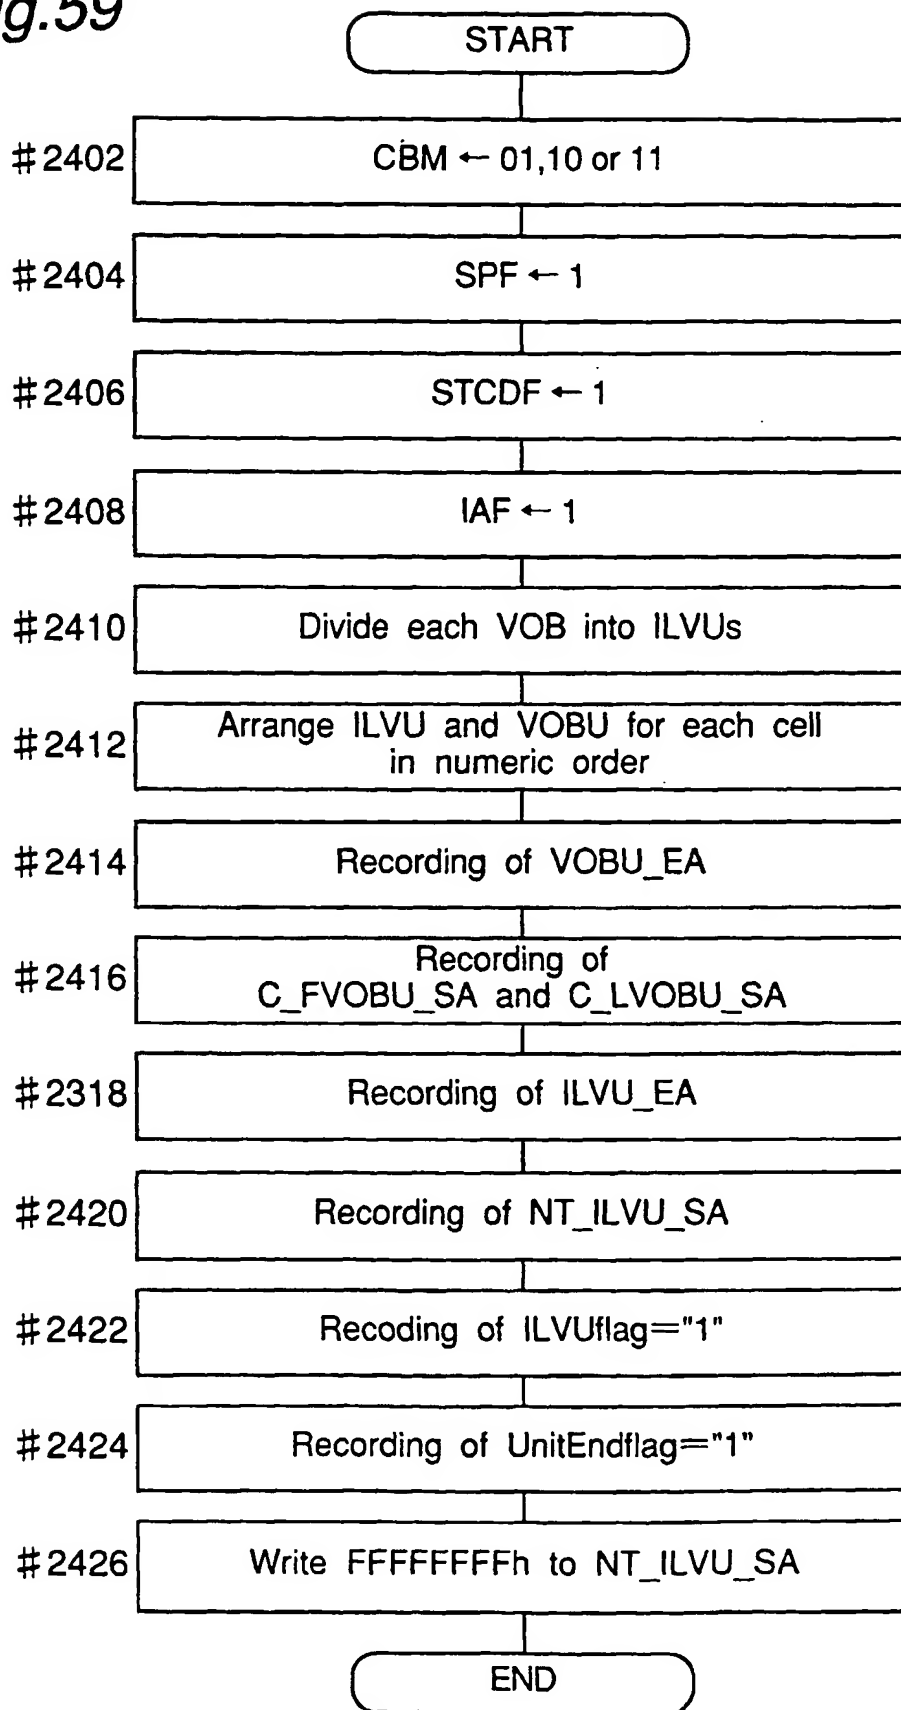 g.59
START
#2402 CBM ← 01,10 or 11
#2404 SPF ← 1
#2406 STCDF ← 1
#2408 IAF ← 1
#2410 Divide each VOB into ILVUs
#2412 Arrange ILVU and VOBU for each cell
in numeric order
#2414 Recording of VOBU_EA
#2416 Recording of
C_FVOBU_SA and C_LVOBU_SA
#2318 Recording of ILVU_EA
#2420 Recording of NT_ILVU_SA
#2422 Recoding of ILVUflag="1"
#2424 Recording of UnitEndflag="1"
#2426 Write FFFFFFFFh to NT_ILVU_SA
END